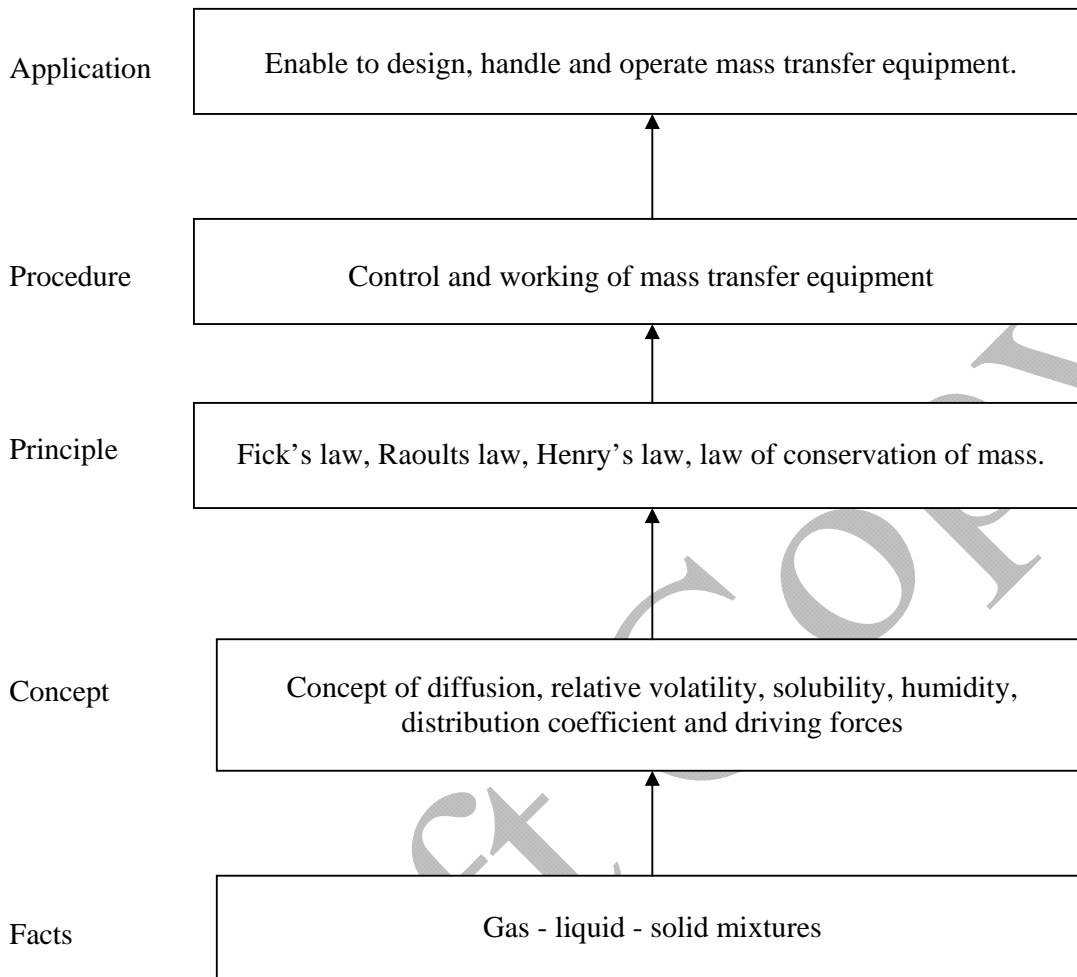 Application
Enable to design, handle and operate mass transfer equipment.
Procedure
Control and working of mass transfer equipment
Principle
Fick's law, Raoults law, Henry's law, law of conservation of mass.
Concept
Concept of diffusion, relative volatility, solubility, humidity,
distribution coefficient and driving forces
Facts
Gas - liquid - solid mixtures